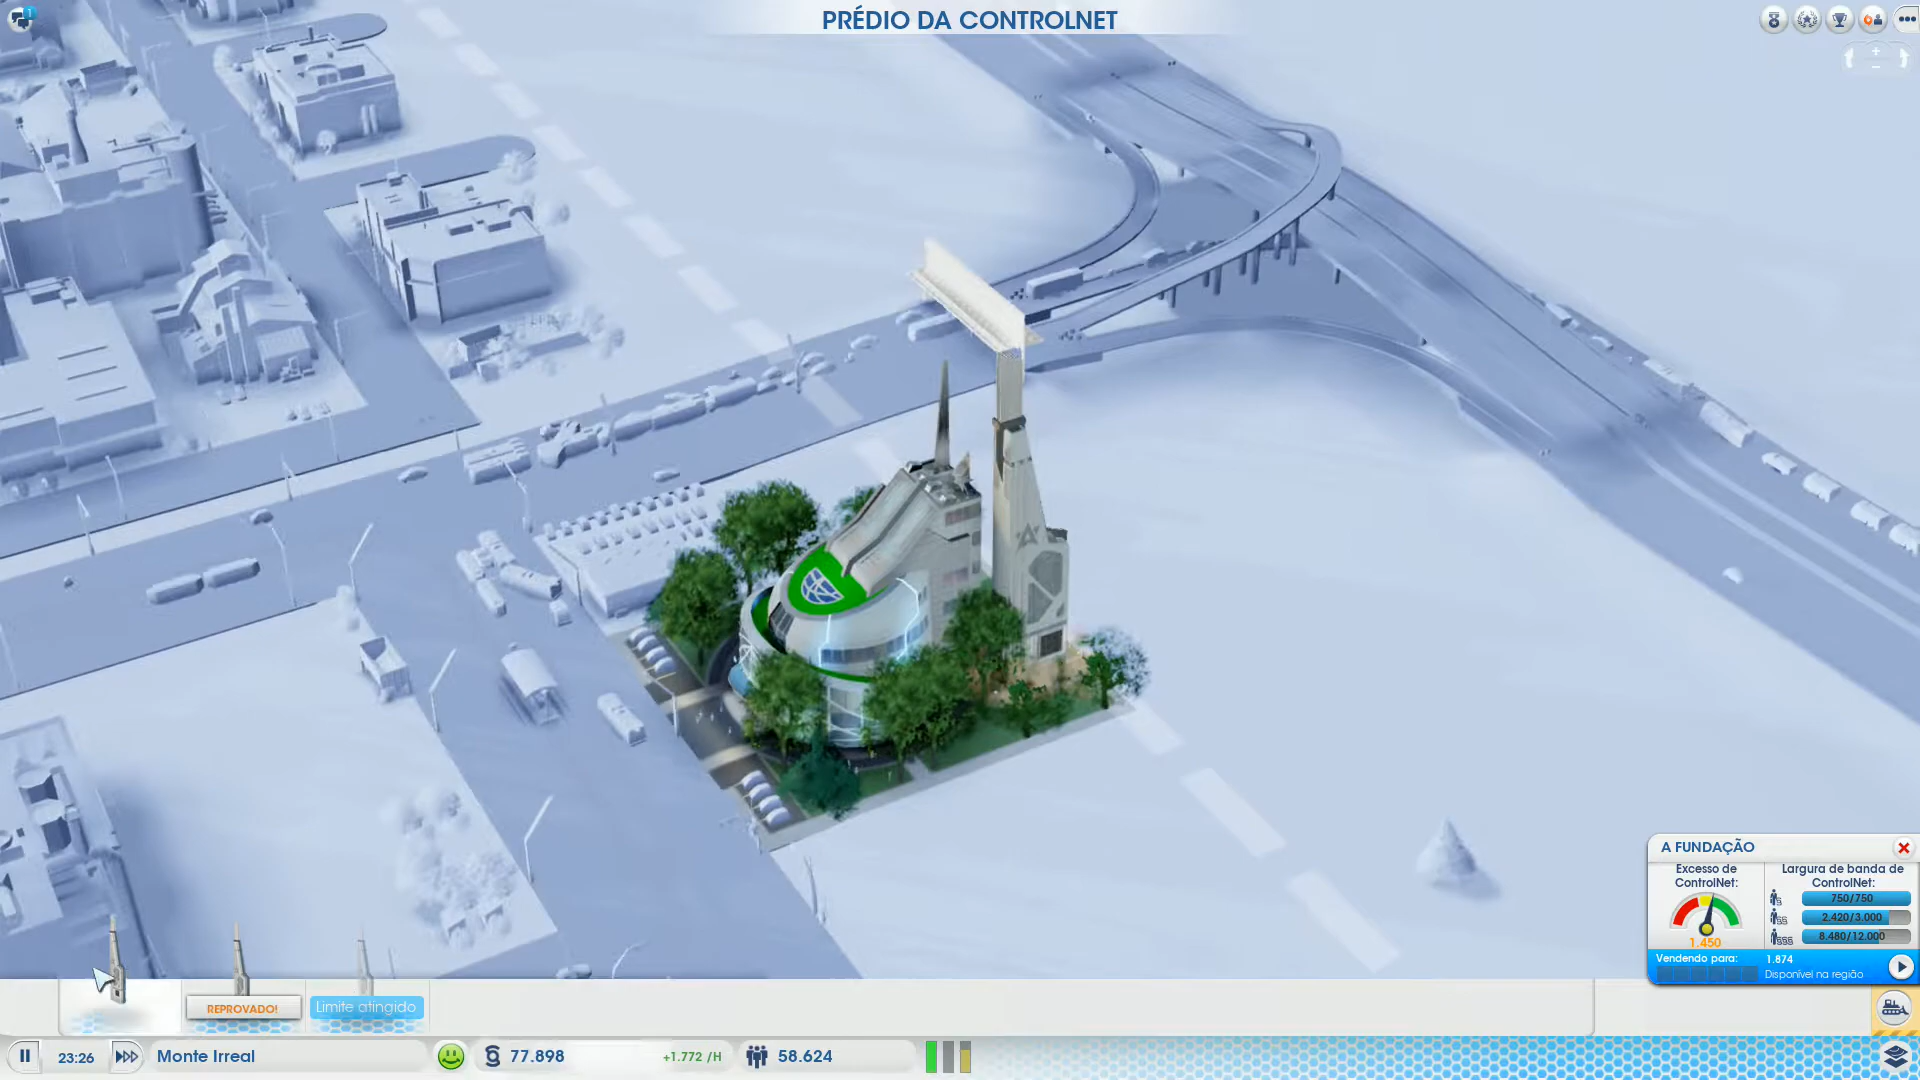 1
PRÉDIO DA CONTROLNET
A FUNDAÇÃO
Excesso de
ControlNet:
1.450
Largura de banda de
ControlNet:
750/750
2.420/3.000
8.480/12.000
Vendendo para:
1.874
Disponível na região
REPROVADO!
Limite atingido
23:26
Monte Irreal
77.898
+1.772 /H
58.624